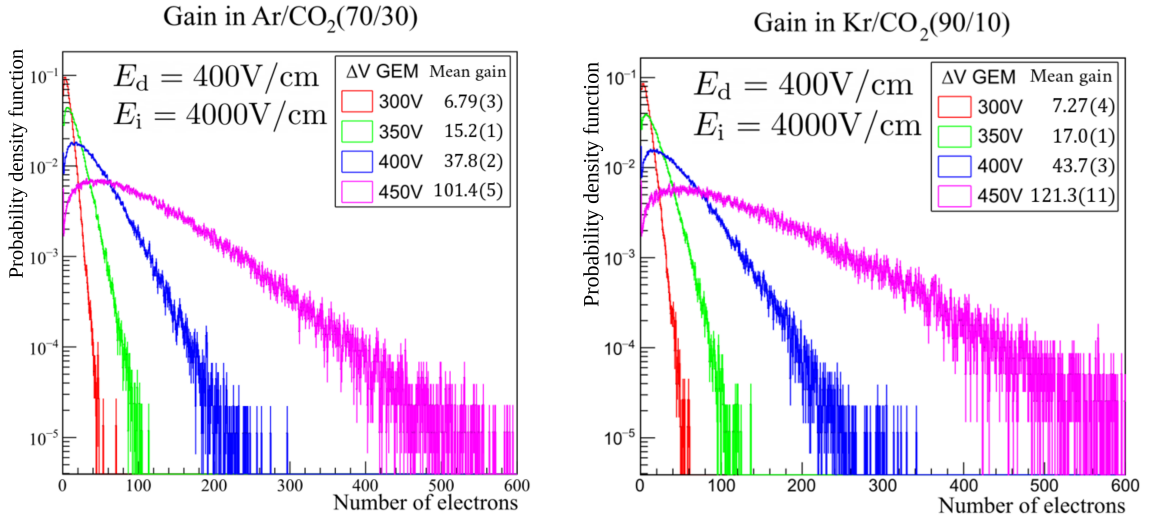 Gain in Ar/CO₂(70/30)
Probability density function
E_d = 400V/cm
E_i = 4000V/cm
ΔV GEM Mean gain
300V 6.79(3)
350V 15.2(1)
400V 37.8(2)
450V 101.4(5)
10⁻¹
10⁻²
10⁻³
10⁻⁴
10⁻⁵
0 100 200 300 400 500 600
Number of electrons
Gain in Kr/CO₂(90/10)
Probability density function
E_d = 400V/cm
E_i = 4000V/cm
ΔV GEM Mean gain
300V 7.27(4)
350V 17.0(1)
400V 43.7(3)
450V 121.3(11)
10⁻¹
10⁻²
10⁻³
10⁻⁴
10⁻⁵
0 100 200 300 400 500 600
Number of electrons